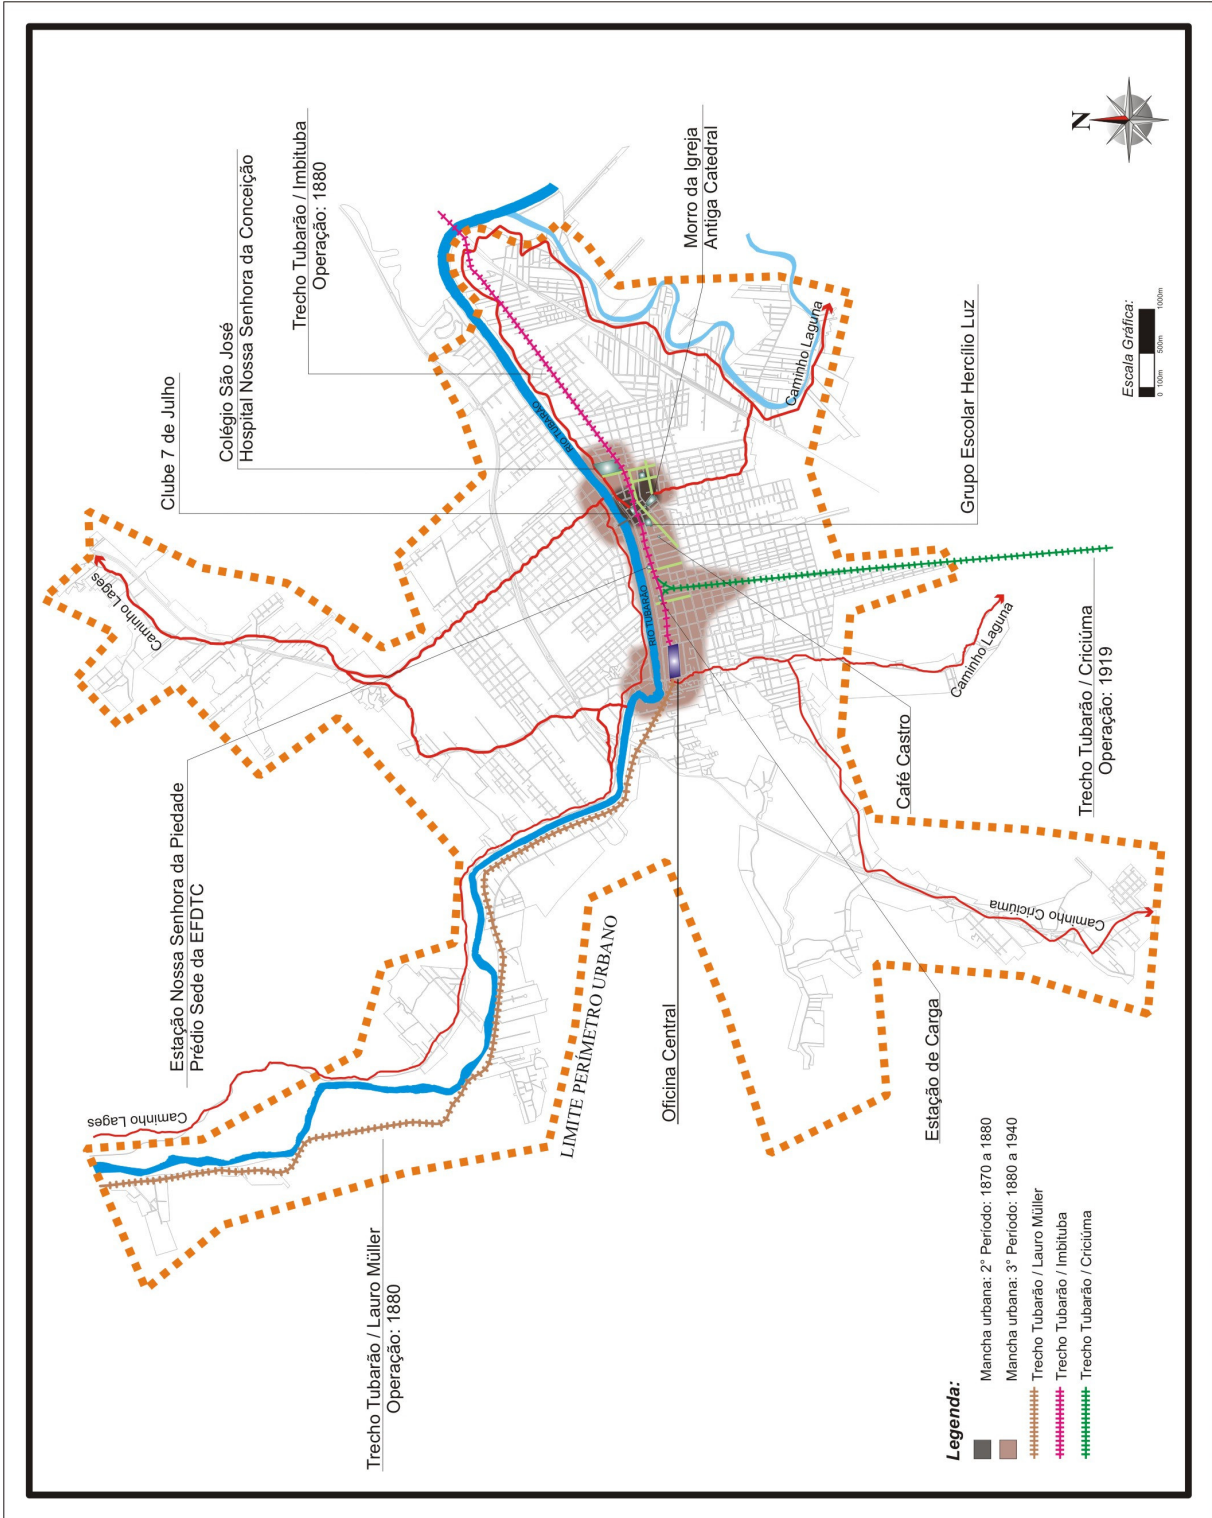 Estação Nossa Senhora da Piedade
Prédio Sede da EFDTC
Clube 7 de Julho
Colégio São José
Hospital Nossa Senhora da Conceição
Trecho Tubarão / Imbituba
Operação: 1880
N
Caminho Lages
Caminho Lages
RIO TUBARÃO
RIO TUBARÃO
Morro da Igreja
Antiga Catedral
Caminho Laguna
Grupo Escolar Hercílio Luz
Escala Gráfica:
0 100m 500m 1000m
LIMITE PERÍMETRO URBANO
Trecho Tubarão / Lauro Müller
Operação: 1880
Oficina Central
Estação de Carga
Café Castro
Caminho Laguna
Caminho Criciúma
Trecho Tubarão / Criciúma
Operação: 1919
Legenda:
Mancha urbana: 2° Período: 1870 a 1880
Mancha urbana: 3° Período: 1880 a 1940
Trecho Tubarão / Lauro Müller
Trecho Tubarão / Imbituba
Trecho Tubarão / Criciúma